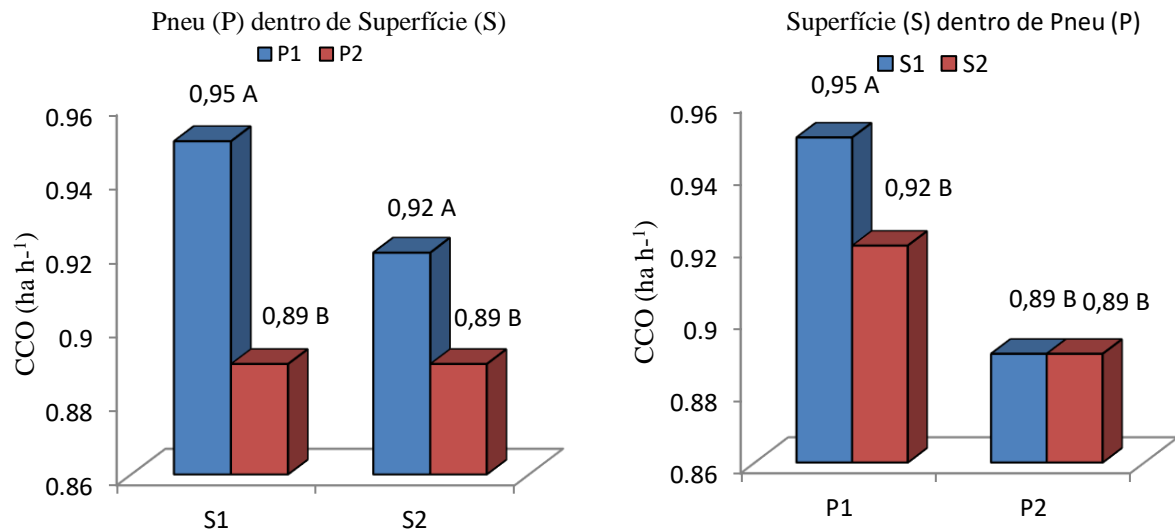 Pneu (P) dentro de Superfície (S)
P1 P2
0,95 A
0,92 A
0,89 B
0,89 B
0.96
0.94
0.92
0.9
0.88
0.86
CCO (ha h-¹)
S1 S2
Superfície (S) dentro de Pneu (P)
S1 S2
0,95 A
0,92 B
0,89 B 0,89 B
0.96
0.94
0.92
0.9
0.88
0.86
CCO (ha h-¹)
P1 P2